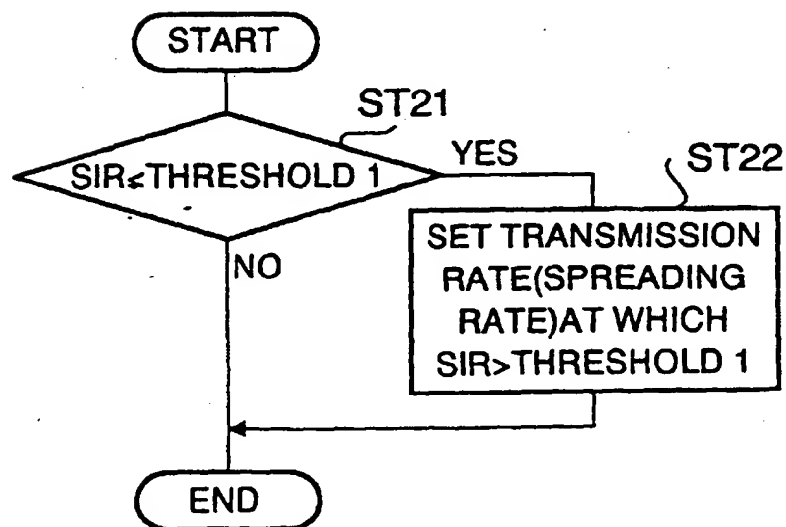 START
ST21
SIR≤THRESHOLD 1
YES
ST22
SET TRANSMISSION
RATE(SPREADING
RATE)AT WHICH
SIR>THRESHOLD 1
NO
END